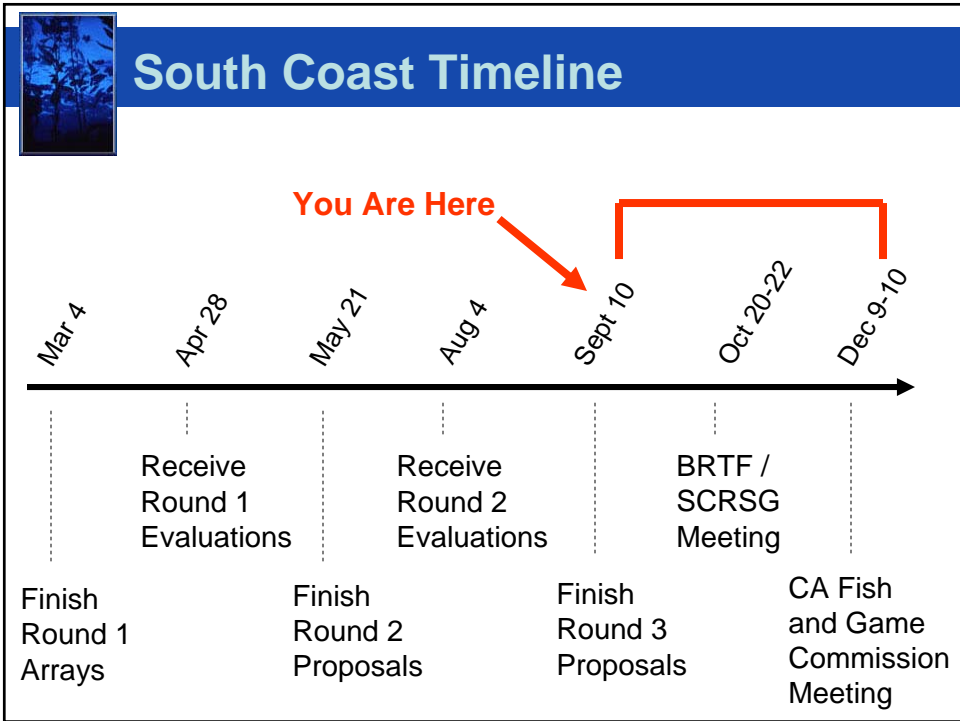 South Coast Timeline
You Are Here
Mar 4
Apr 28
May 21
Aug 4
Sept 10
Oct 20-22
Dec 9-10
Receive
Round 1
Evaluations
Receive
Round 2
Evaluations
BRTF /
SCRSG
Meeting
Finish
Round 1
Arrays
Finish
Round 2
Proposals
Finish
Round 3
Proposals
CA Fish
and Game
Commission
Meeting